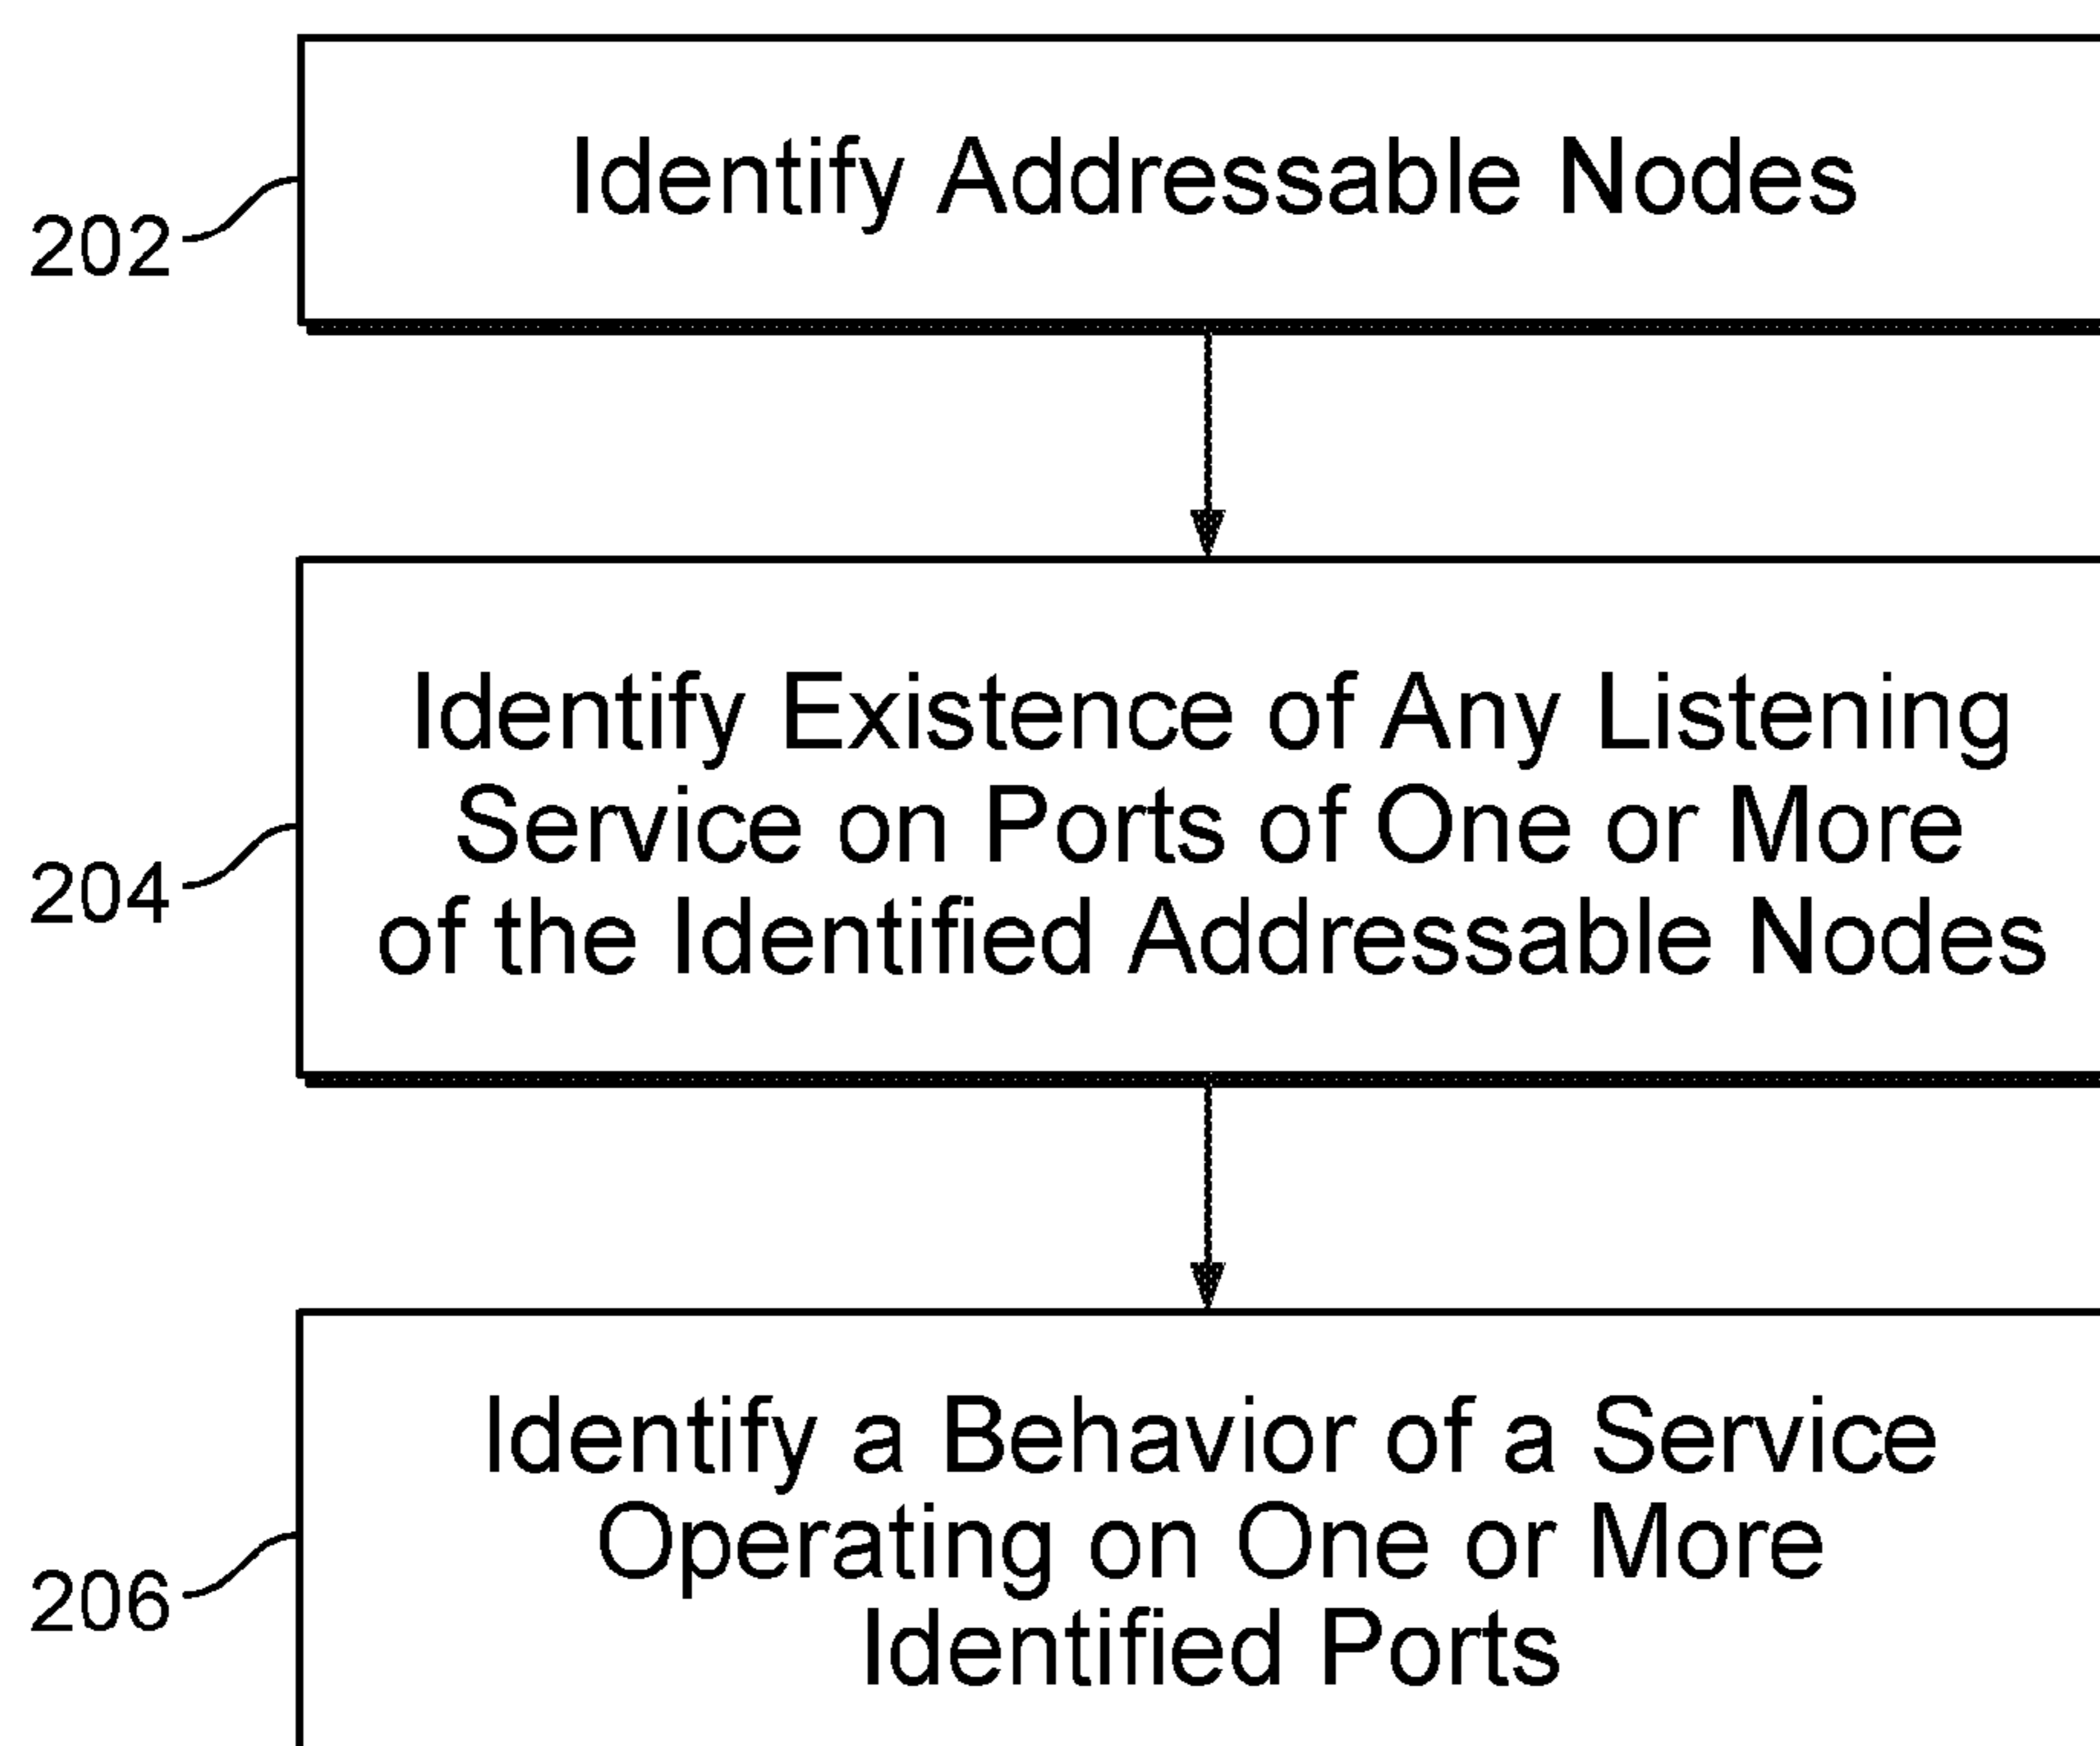 Identify Addressable Nodes
202
Identify Existence of Any Listening
Service on Ports of One or More
of the Identified Addressable Nodes
204
Identify a Behavior of a Service
Operating on One or More
Identified Ports
206